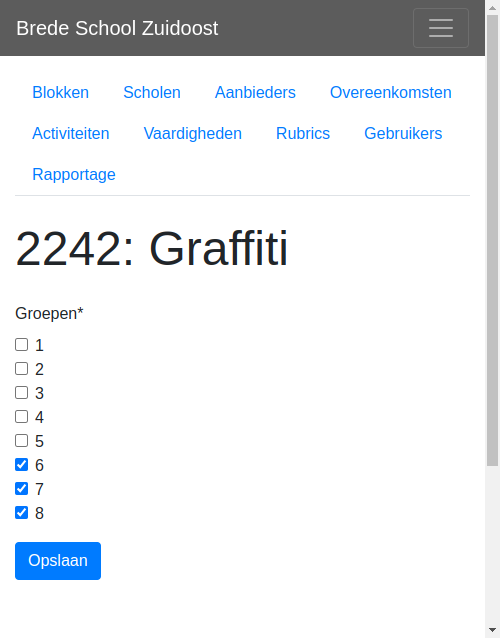 Brede School Zuidoost
Blokken Scholen Aanbieders Overeenkomsten
Activiteiten Vaardigheden Rubrics Gebruikers
Rapportage
2242: Graffiti
Groepen*
1
2
3
4
5
6
7
8
Opslaan